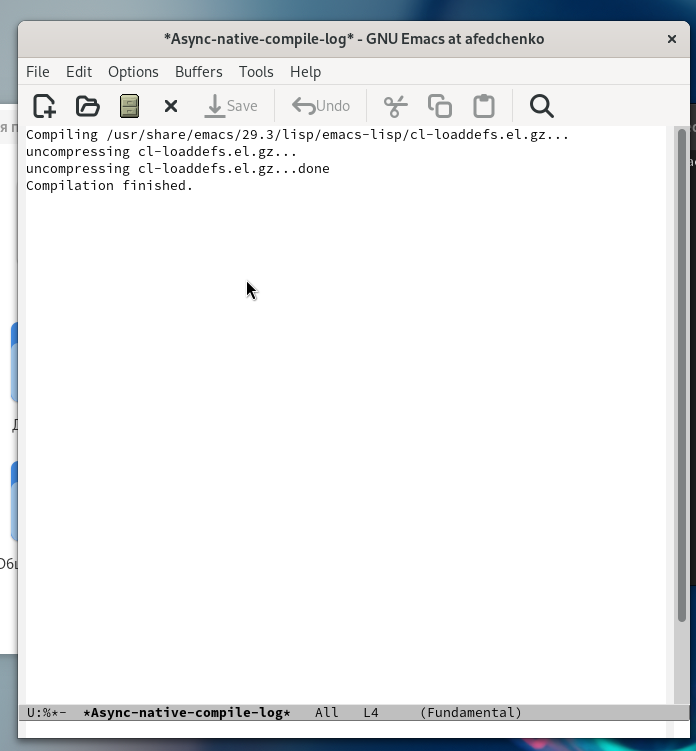 *Async-native-compile-log* - GNU Emacs at afedchenko
File Edit Options Buffers Tools Help
Save Undo
Compiling /usr/share/emacs/29.3/lisp/emacs-lisp/cl-loaddefs.el.gz...
uncompressing cl-loaddefs.el.gz...
uncompressing cl-loaddefs.el.gz...done
Compilation finished.
U:%*- *Async-native-compile-log* All L4 (Fundamental)